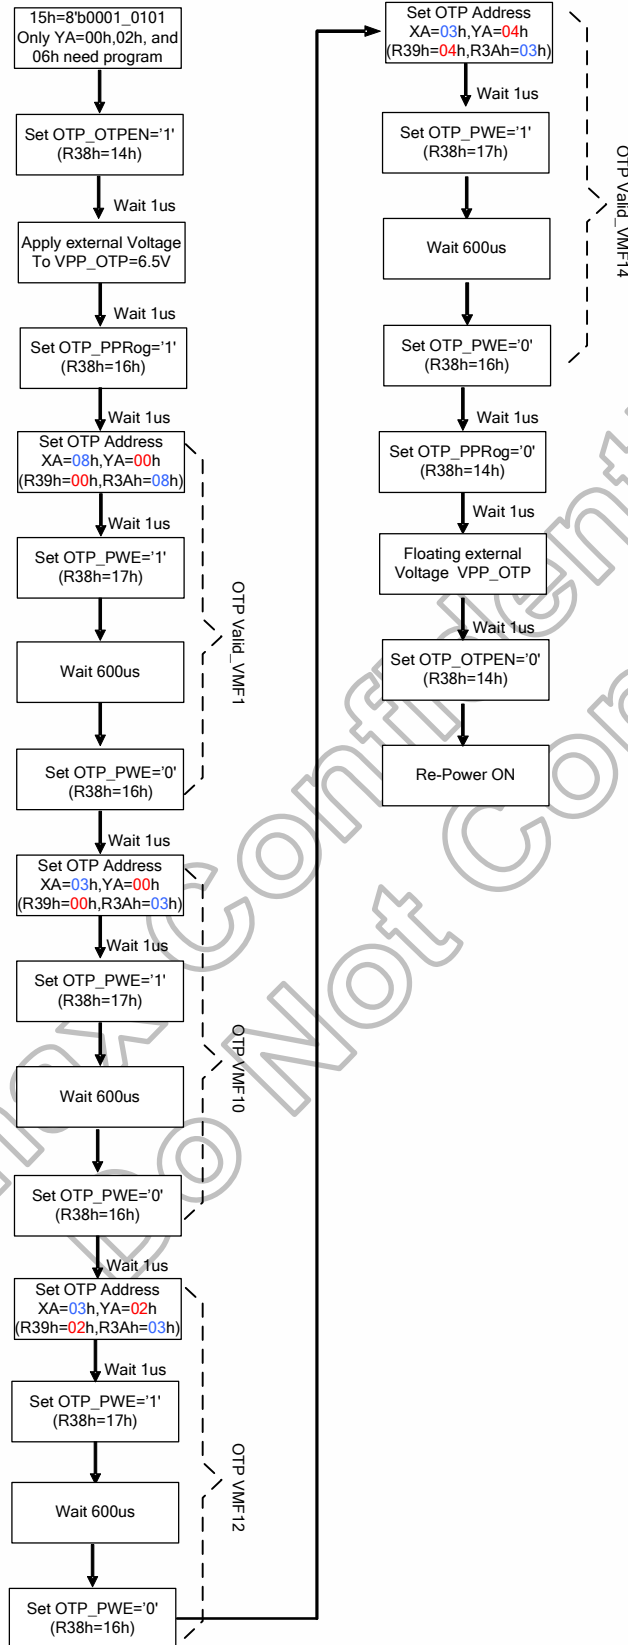 15h=8'b0001_0101
Only YA=00h,02h, and
06h need program
Set OTP_OTPEN='1'
(R38h=14h)
Wait 1us
Apply external Voltage
To VPP_OTP=6.5V
Wait 1us
Set OTP_PPRog='1'
(R38h=16h)
Wait 1us
Set OTP Address
XA=08h,YA=00h
(R39h=00h,R3Ah=08h)
Wait 1us
Set OTP_PWE='1'
(R38h=17h)
Wait 600us
Set OTP_PWE='0'
(R38h=16h)
OTP Valid_VMF1
Wait 1us
Set OTP Address
XA=03h,YA=00h
(R39h=00h,R3Ah=03h)
Wait 1us
Set OTP_PWE='1'
(R38h=17h)
Wait 600us
Set OTP_PWE='0'
(R38h=16h)
OTP VMF10
Wait 1us
Set OTP Address
XA=03h,YA=02h
(R39h=02h,R3Ah=03h)
Wait 1us
Set OTP_PWE='1'
(R38h=17h)
Wait 600us
Set OTP_PWE='0'
(R38h=16h)
OTP VMF12
Set OTP Address
XA=03h,YA=04h
(R39h=04h,R3Ah=03h)
Wait 1us
Set OTP_PWE='1'
(R38h=17h)
Wait 600us
Set OTP_PWE='0'
(R38h=16h)
OTP Valid_VMF14
Wait 1us
Set OTP_PPRog='0'
(R38h=14h)
Wait 1us
Floating external
Voltage VPP_OTP
Wait 1us
Set OTP_OTPEN='0'
(R38h=14h)
Re-Power ON
Do Not